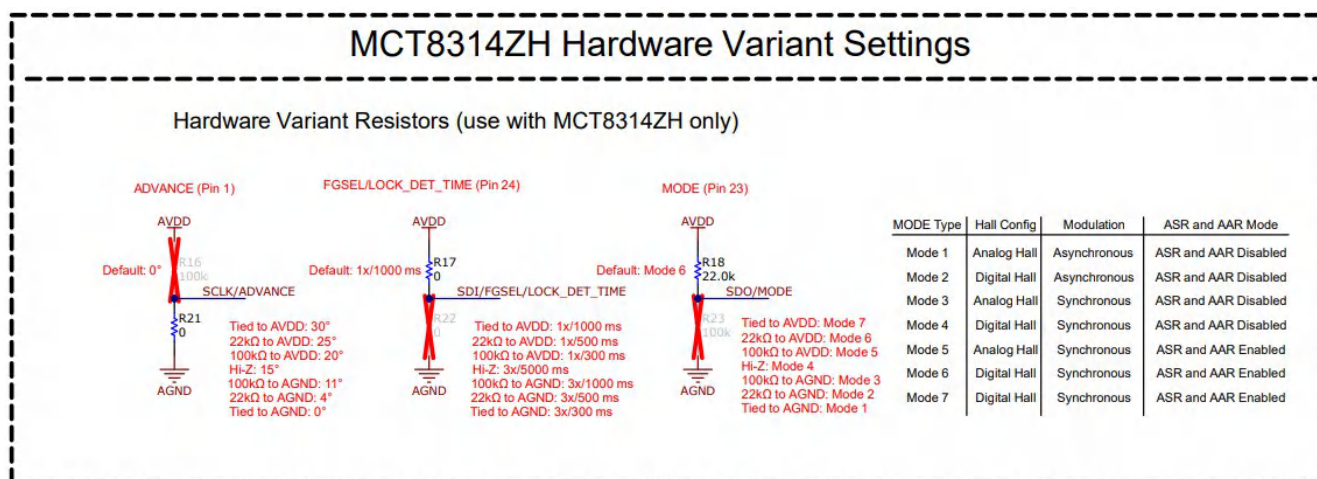 MCT8314ZH Hardware Variant Settings
Hardware Variant Resistors (use with MCT8314ZH only)
ADVANCE (Pin 1)
AVDD
Default: 0°
R16
100k
SCLK/ADVANCE
R21
0
AGND
Tied to AVDD: 30°
22kΩ to AVDD: 25°
100kΩ to AVDD: 20°
Hi-Z: 15°
100kΩ to AGND: 11°
22kΩ to AGND: 4°
Tied to AGND: 0°
FGSEL/LOCK_DET_TIME (Pin 24)
AVDD
Default: 1x/1000 ms
R17
0
SDI/FGSEL/LOCK_DET_TIME
R22
0
AGND
Tied to AVDD: 1x/1000 ms
22kΩ to AVDD: 1x/500 ms
100kΩ to AVDD: 1x/300 ms
Hi-Z: 3x/5000 ms
100kΩ to AGND: 3x/1000 ms
22kΩ to AGND: 3x/500 ms
Tied to AGND: 3x/300 ms
MODE (Pin 23)
AVDD
Default: Mode 6
R18
22.0k
SDO/MODE
R23
100k
AGND
Tied to AVDD: Mode 7
22kΩ to AVDD: Mode 6
100kΩ to AVDD: Mode 5
Hi-Z: Mode 4
100kΩ to AGND: Mode 3
22kΩ to AGND: Mode 2
Tied to AGND: Mode 1
MODE Type Hall Config Modulation ASR and AAR Mode
Mode 1 Analog Hall Asynchronous ASR and AAR Disabled
Mode 2 Digital Hall Asynchronous ASR and AAR Disabled
Mode 3 Analog Hall Synchronous ASR and AAR Disabled
Mode 4 Digital Hall Synchronous ASR and AAR Disabled
Mode 5 Analog Hall Synchronous ASR and AAR Enabled
Mode 6 Digital Hall Synchronous ASR and AAR Enabled
Mode 7 Digital Hall Synchronous ASR and AAR Enabled